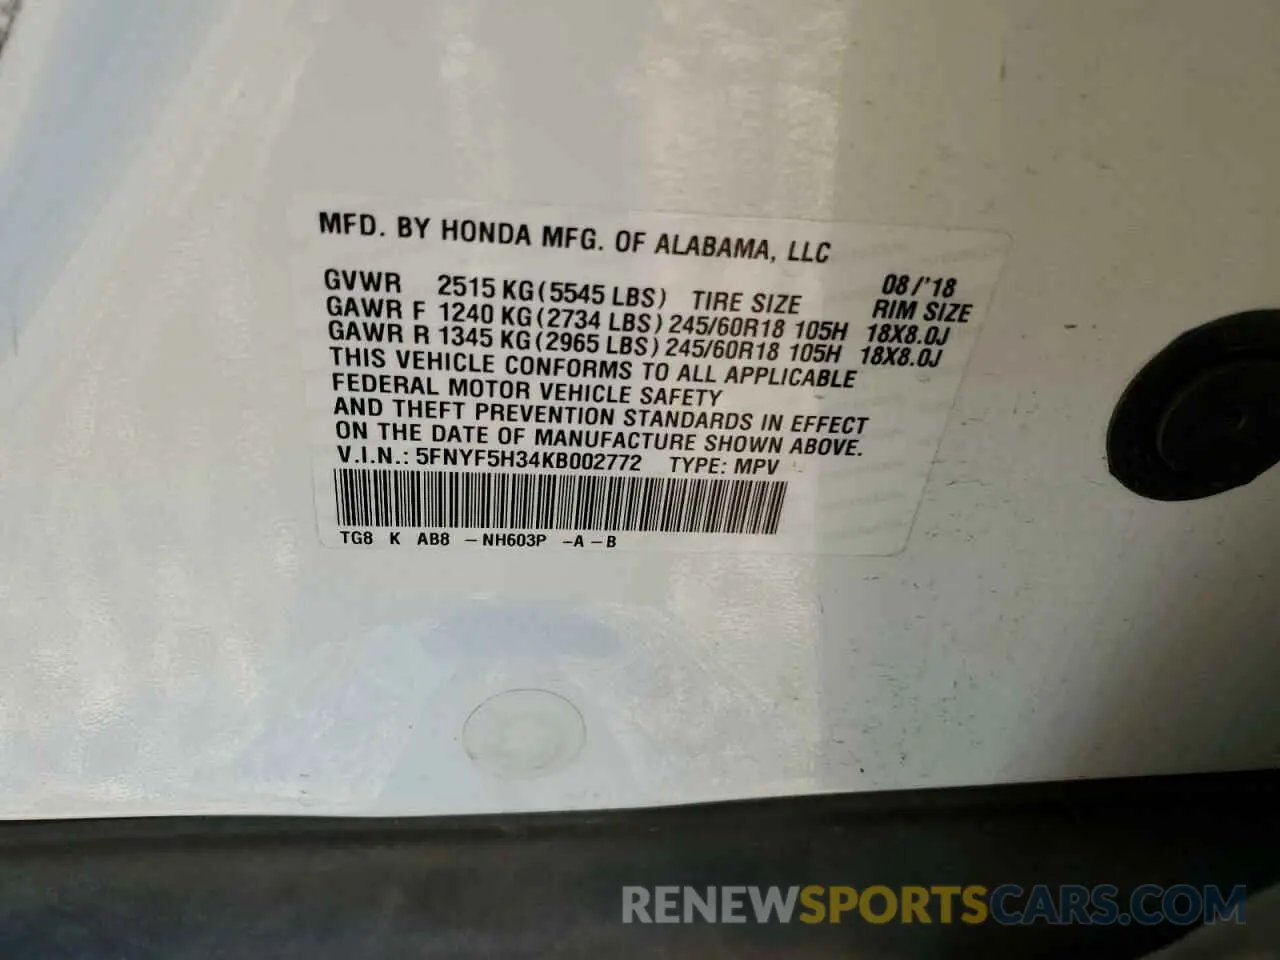 MFD. BY HONDA MFG. OF ALABAMA, LLC
08/'18
GVWR 2515 KG (5545 LBS) TIRE SIZE RIM SIZE
GAWR F 1240 KG (2734 LBS) 245/60R18 105H 18X8.0J
GAWR R 1345 KG (2965 LBS) 245/60R18 105H 18X8.0J
THIS VEHICLE CONFORMS TO ALL APPLICABLE
FEDERAL MOTOR VEHICLE SAFETY
AND THEFT PREVENTION STANDARDS IN EFFECT
ON THE DATE OF MANUFACTURE SHOWN ABOVE.
V.I.N.: 5FNYF5H34KB002772 TYPE: MPV
TG8 K AB8 -NH603P -A-B
RENEWSPORTSCARS.COM